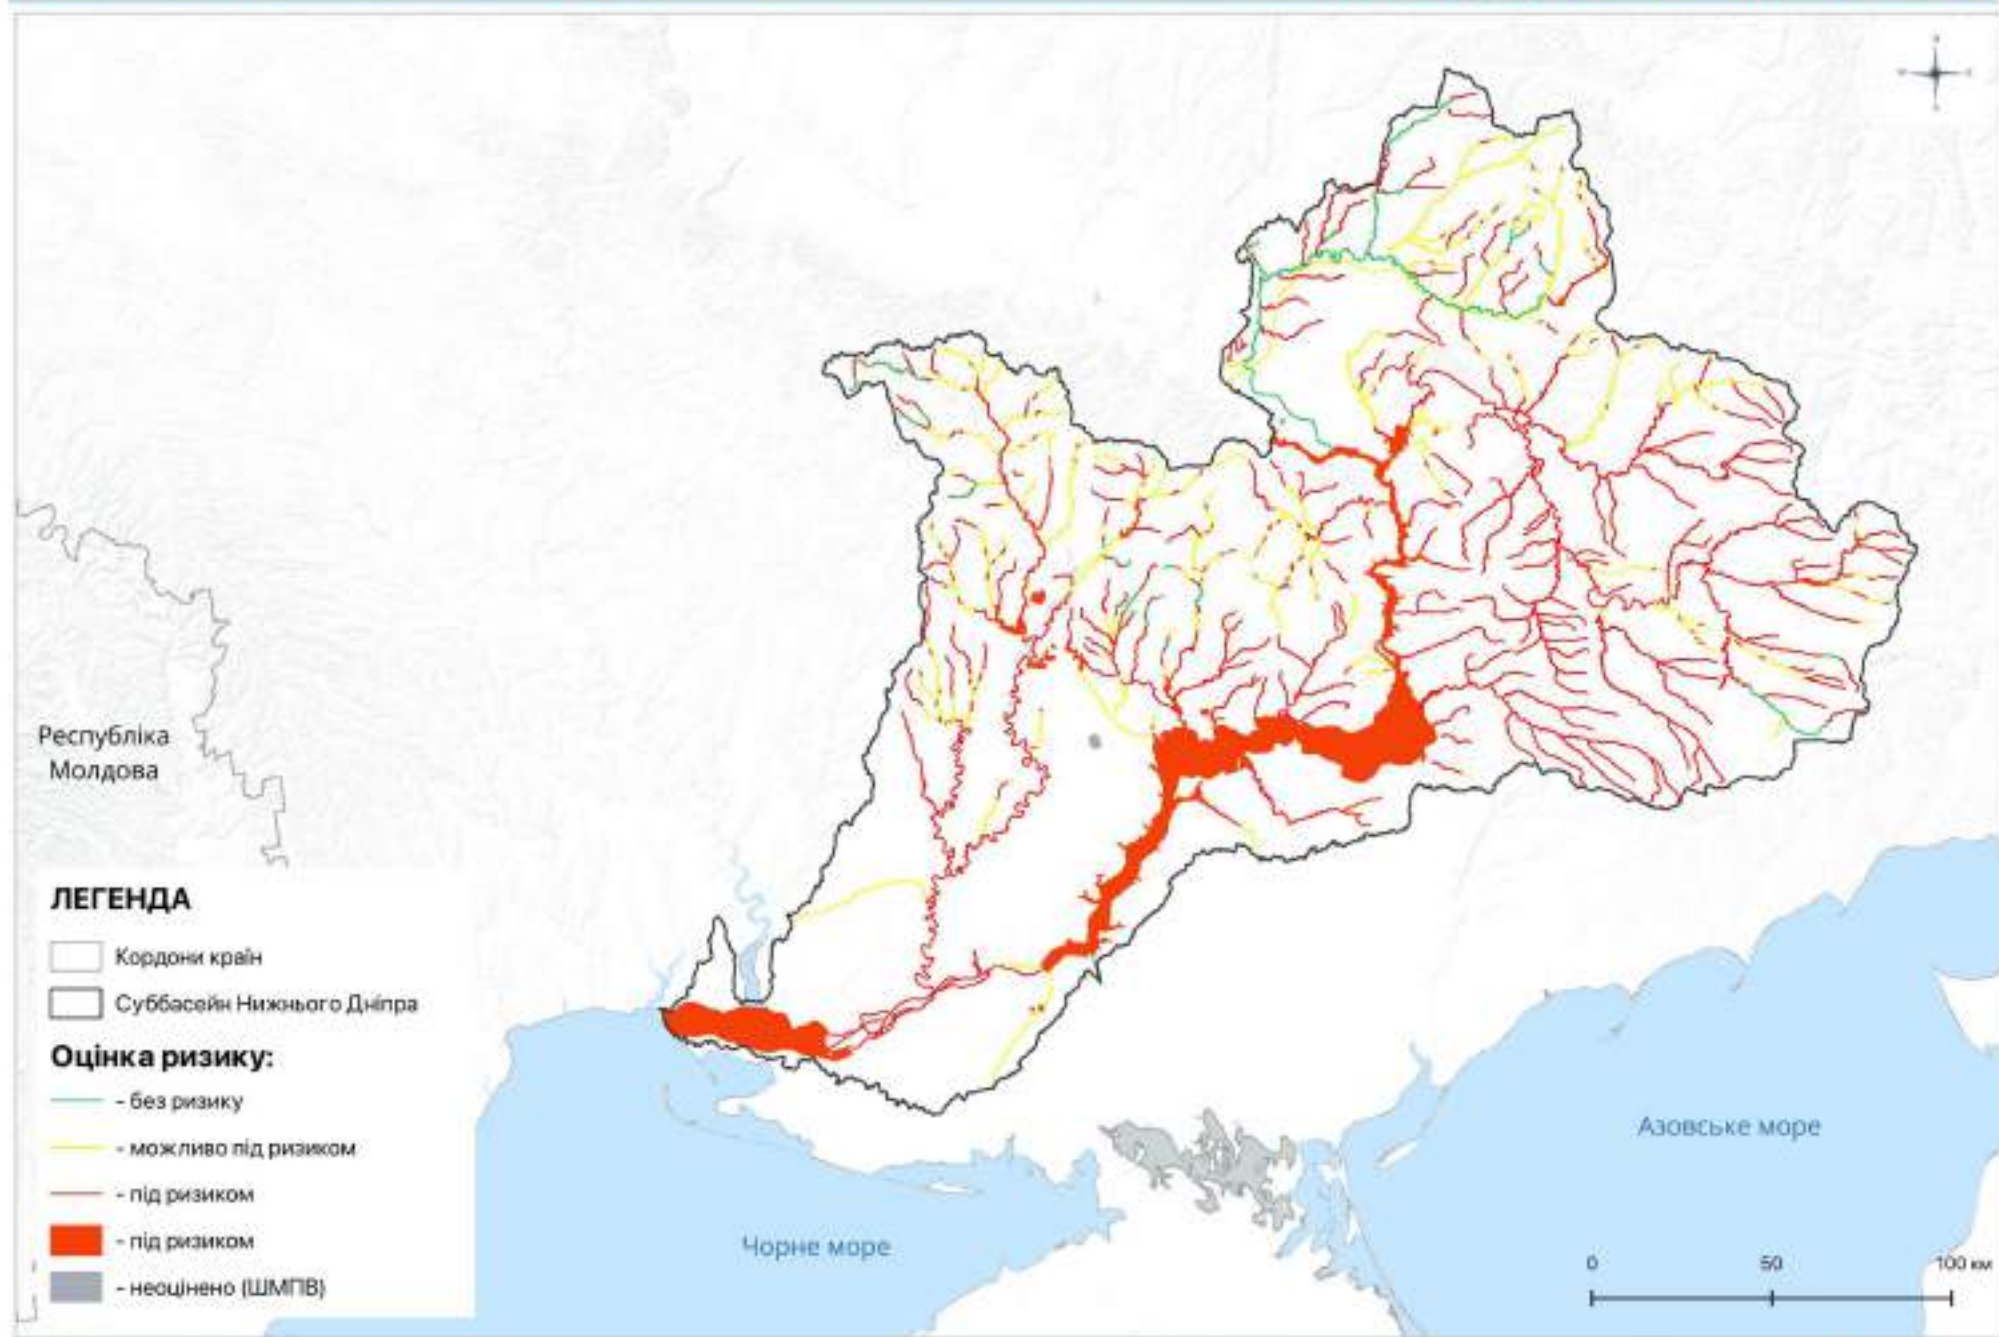 Республіка
Молдова
ЛЕГЕНДА
Кордони країн
Суббасейн Нижнього Дніпра
Оцінка ризику:
- без ризику
- можливо під ризиком
- під ризиком
- під ризиком
- неоцінено (ШМПВ)
Чорне море
Азовське море
0 50 100 км